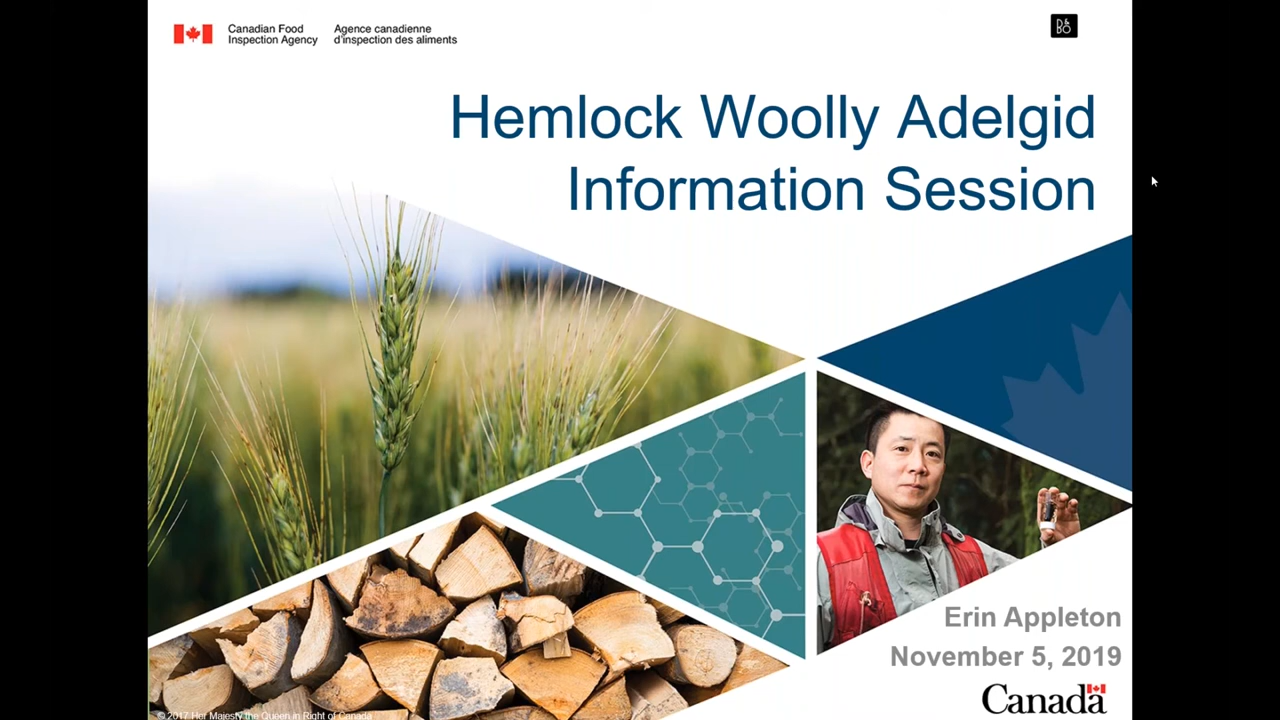 Canadian Food
Inspection Agency
Agence canadienne
d'inspection des aliments
B&O
Hemlock Woolly Adelgid
Information Session
Erin Appleton
November 5, 2019
Canada
© 2017 Her Majesty the Queen in Right of Canada